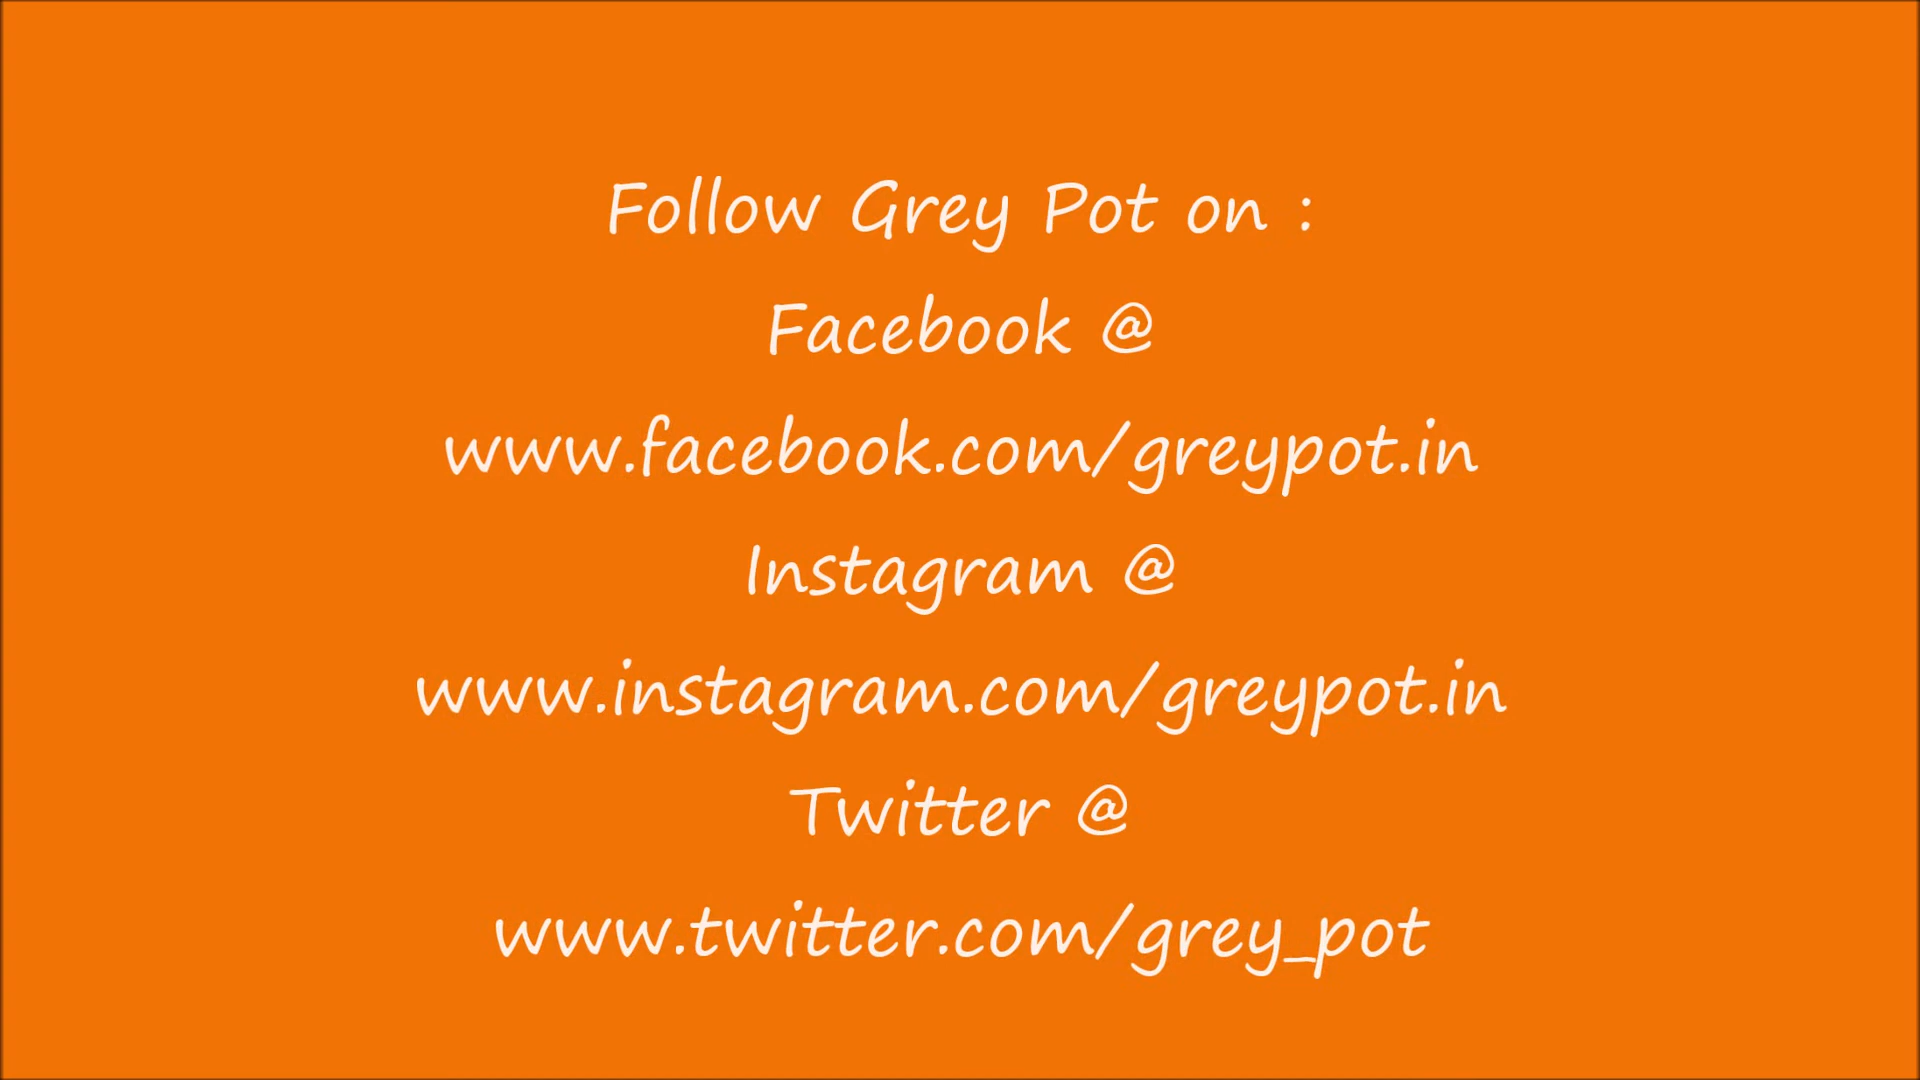 Follow Grey Pot on :
Facebook @
www.facebook.com/greypot.in
Instagram @
www.instagram.com/greypot.in
Twitter @
www.twitter.com/grey_pot